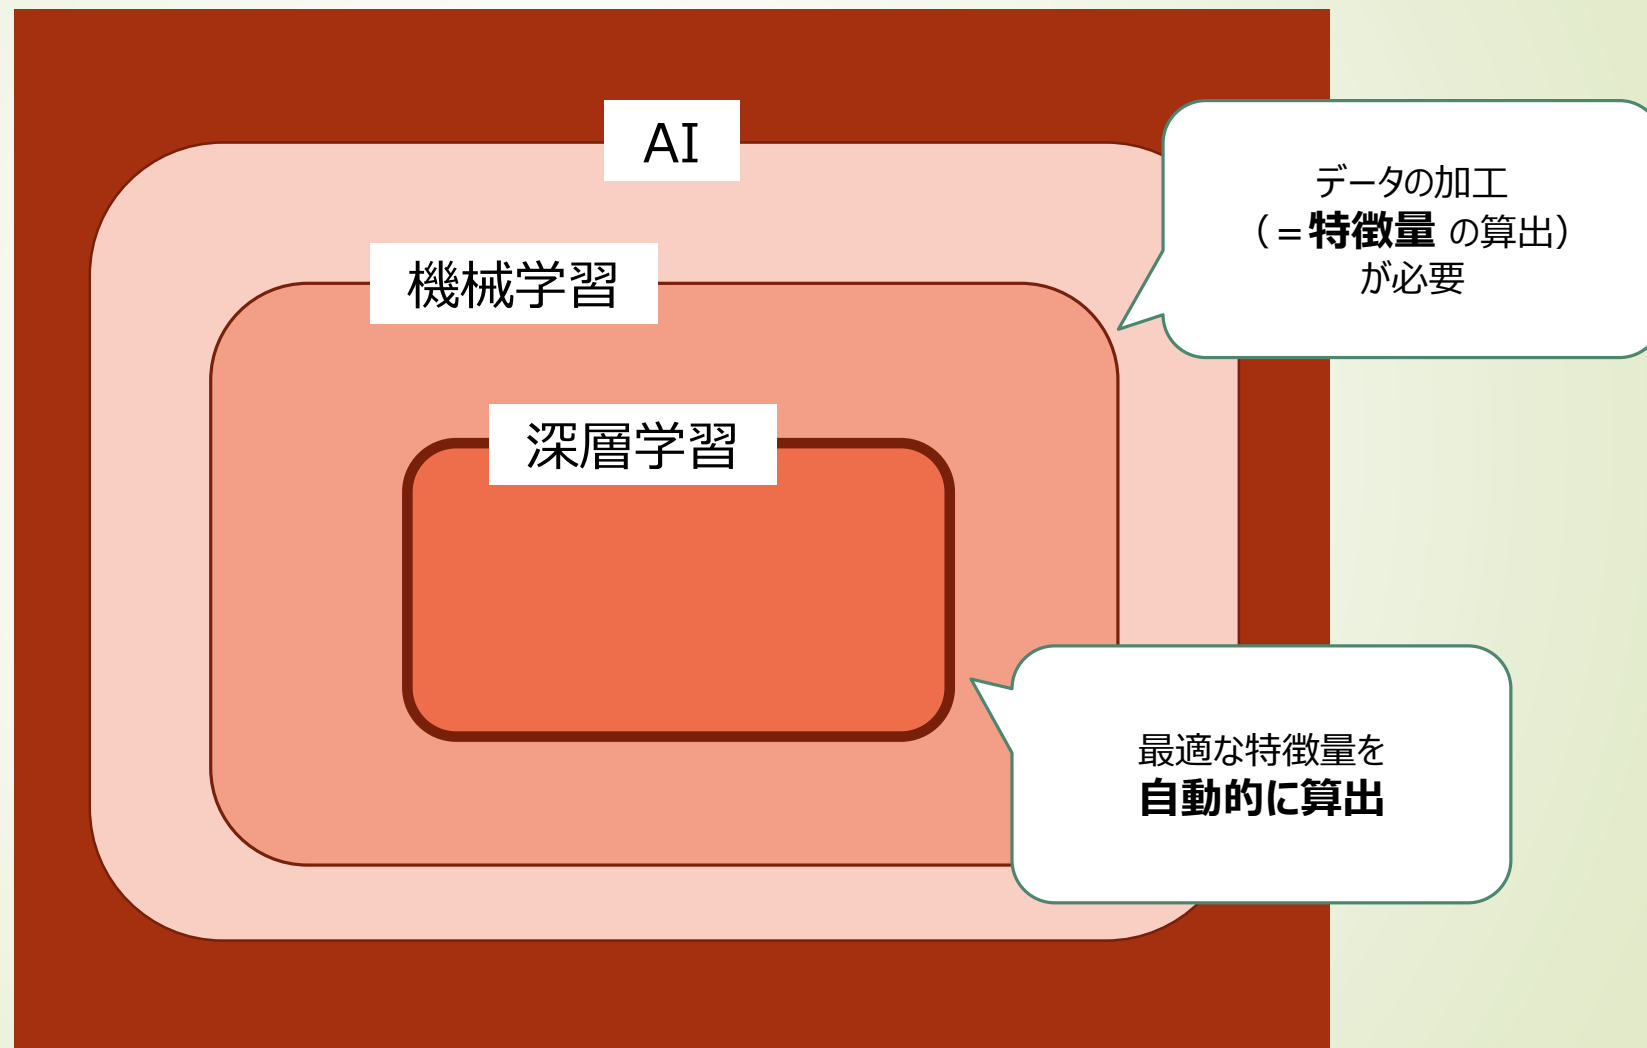 AI
データの加工
（＝特徴量 の算出）
が必要
機械学習
深層学習
最適な特徴量を
自動的に算出